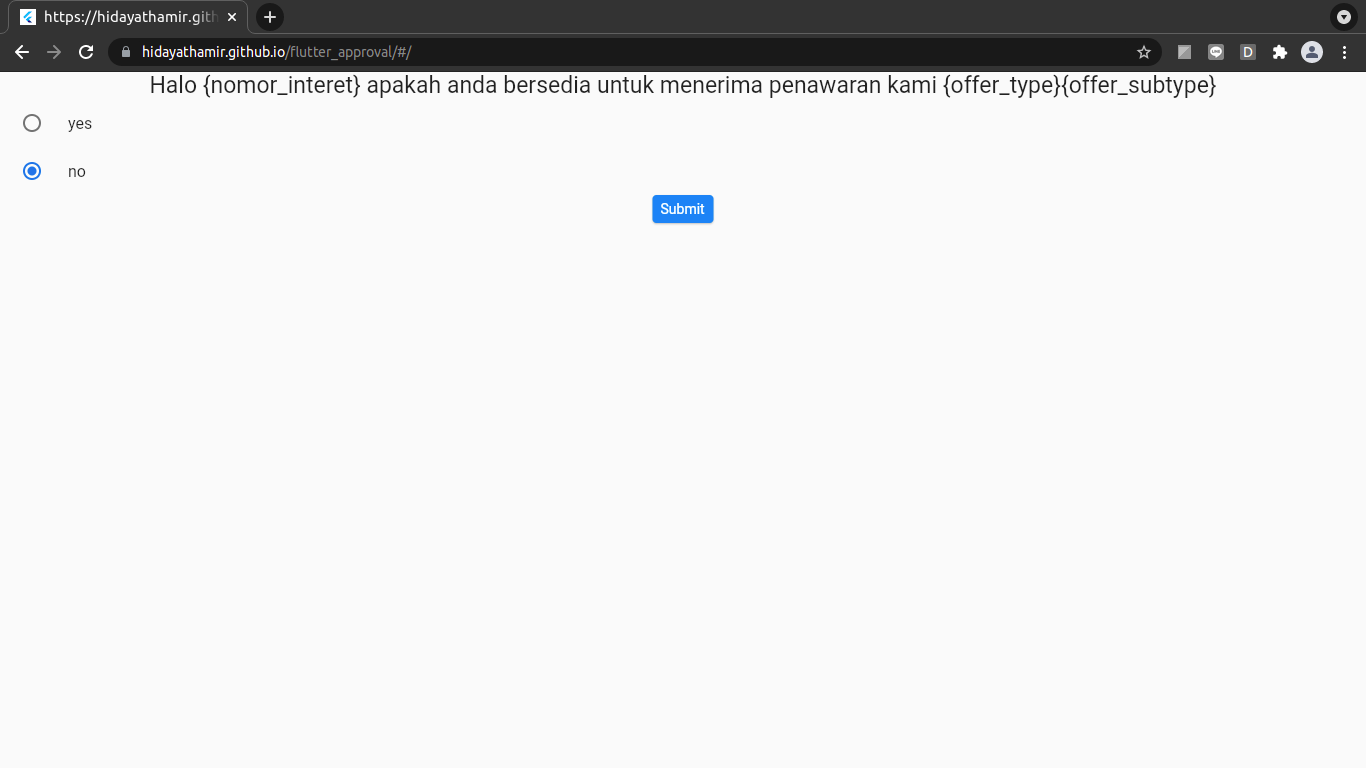 https://hidayathamir.gith
hidayathamir.github.io/flutter_approval/#/
D
Halo {nomor_interet} apakah anda bersedia untuk menerima penawaran kami {offer_type}{offer_subtype}
yes
no
Submit